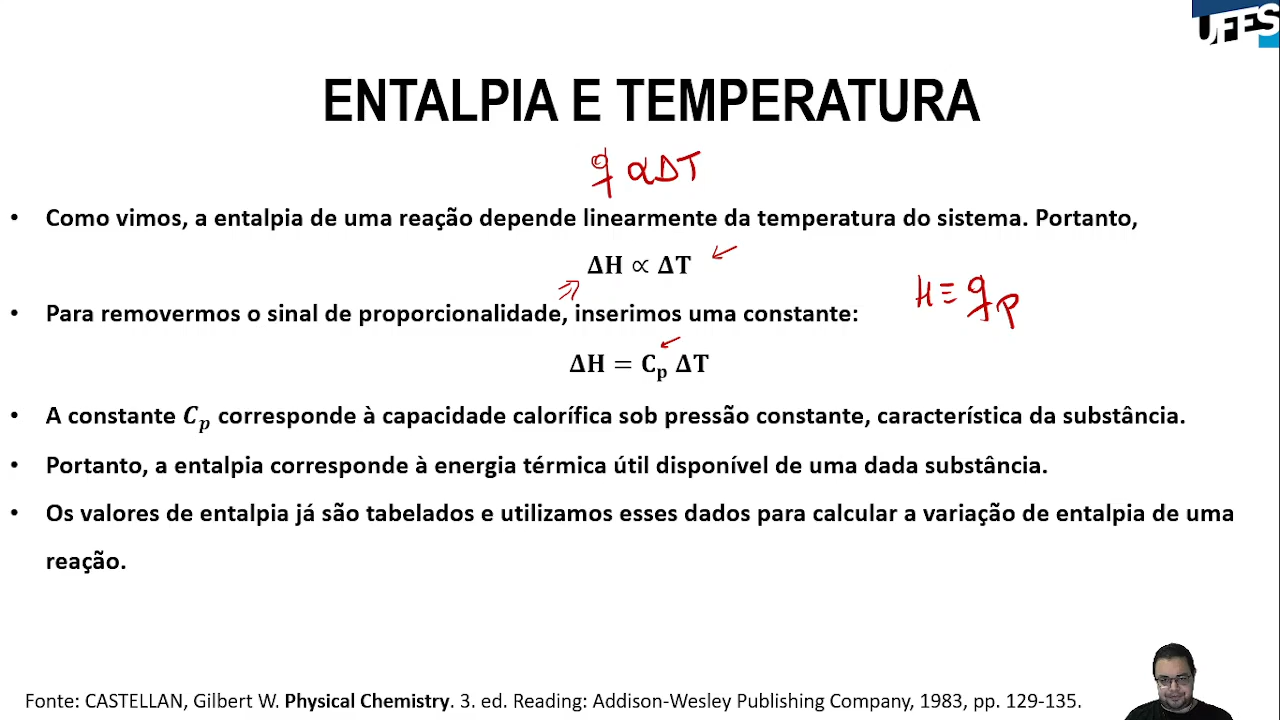 UFES
ENTALPIA E TEMPERATURA
q α ΔT
• Como vimos, a entalpia de uma reação depende linearmente da temperatura do sistema. Portanto,
ΔH ∝ ΔT
H ≡ qp
• Para removermos o sinal de proporcionalidade, inserimos uma constante:
ΔH = Cp ΔT
• A constante Cp corresponde à capacidade calorífica sob pressão constante, característica da substância.
• Portanto, a entalpia corresponde à energia térmica útil disponível de uma dada substância.
• Os valores de entalpia já são tabelados e utilizamos esses dados para calcular a variação de entalpia de uma
reação.
Fonte: CASTELLAN, Gilbert W. Physical Chemistry. 3. ed. Reading: Addison-Wesley Publishing Company, 1983, pp. 129-135.